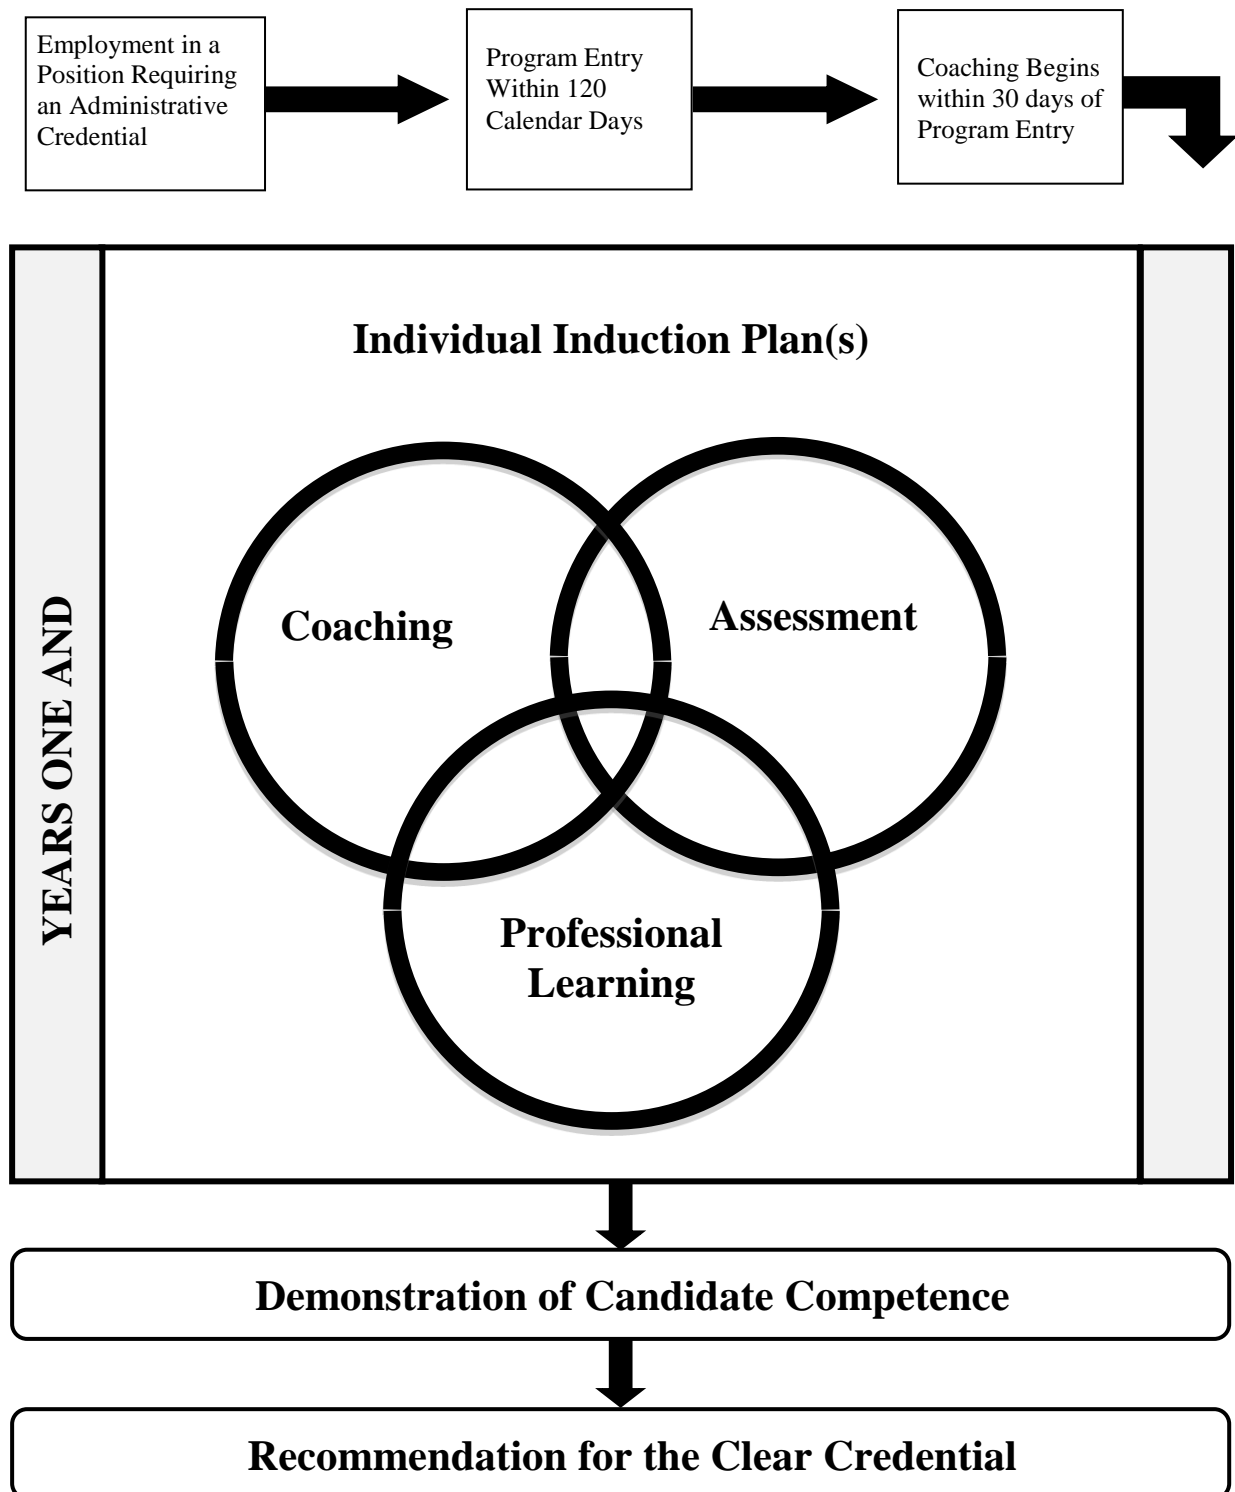 Employment in a
Position Requiring
an Administrative
Credential
Program Entry
Within 120
Calendar Days
Coaching Begins
within 30 days of
Program Entry
Individual Induction Plan(s)
YEARS ONE AND
Coaching
Assessment
Professional
Learning
Demonstration of Candidate Competence
Recommendation for the Clear Credential